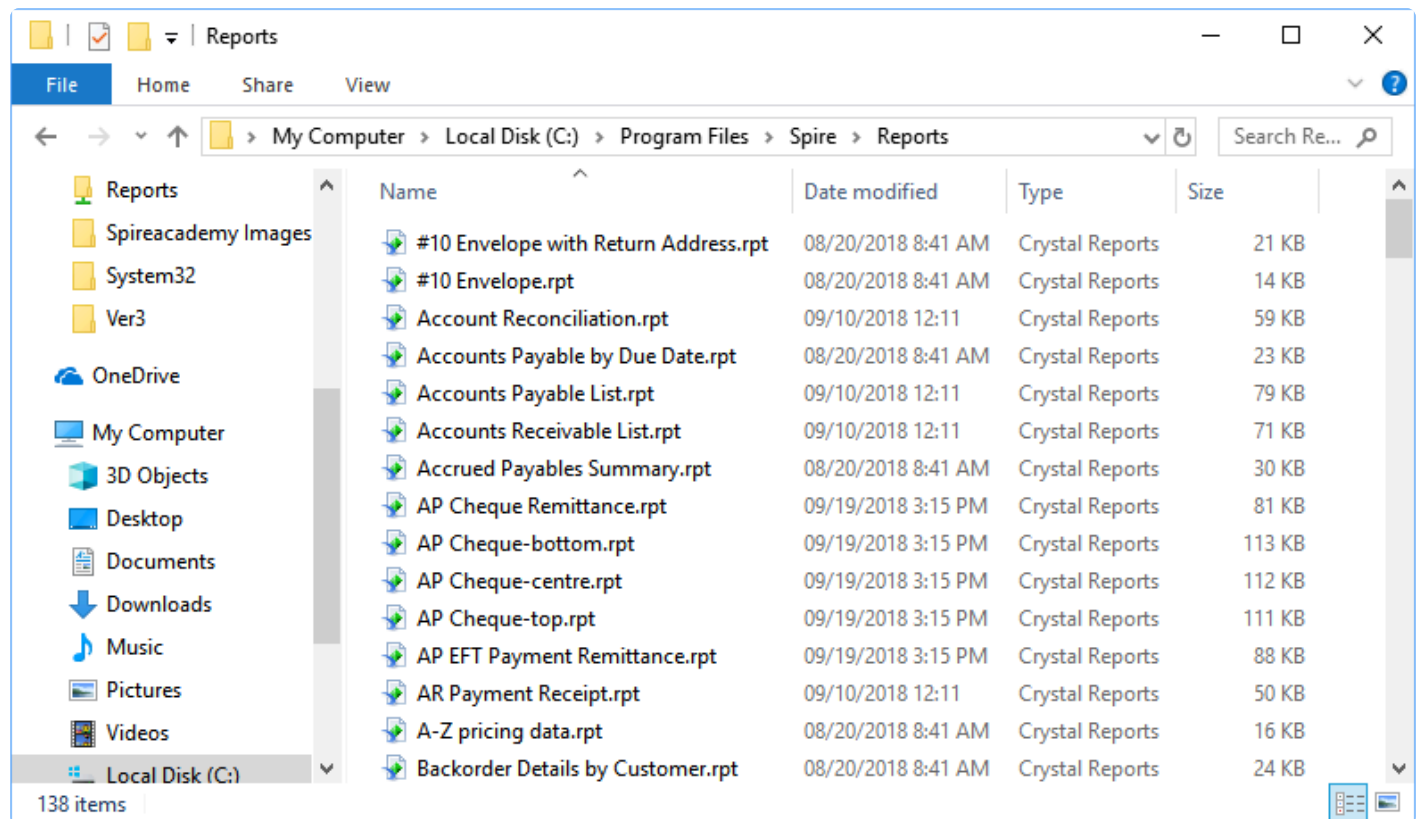 Reports
File Home Share View
My Computer > Local Disk (C:) > Program Files > Spire > Reports Search Re...
Reports
Spireacademy Images
System32
Ver3
OneDrive
My Computer
3D Objects
Desktop
Documents
Downloads
Music
Pictures
Videos
Local Disk (C:)
Name Date modified Type Size
#10 Envelope with Return Address.rpt 08/20/2018 8:41 AM Crystal Reports 21 KB
#10 Envelope.rpt 08/20/2018 8:41 AM Crystal Reports 14 KB
Account Reconciliation.rpt 09/10/2018 12:11 Crystal Reports 59 KB
Accounts Payable by Due Date.rpt 08/20/2018 8:41 AM Crystal Reports 23 KB
Accounts Payable List.rpt 09/10/2018 12:11 Crystal Reports 79 KB
Accounts Receivable List.rpt 09/10/2018 12:11 Crystal Reports 71 KB
Accrued Payables Summary.rpt 08/20/2018 8:41 AM Crystal Reports 30 KB
AP Cheque Remittance.rpt 09/19/2018 3:15 PM Crystal Reports 81 KB
AP Cheque-bottom.rpt 09/19/2018 3:15 PM Crystal Reports 113 KB
AP Cheque-centre.rpt 09/19/2018 3:15 PM Crystal Reports 112 KB
AP Cheque-top.rpt 09/19/2018 3:15 PM Crystal Reports 111 KB
AP EFT Payment Remittance.rpt 09/19/2018 3:15 PM Crystal Reports 88 KB
AR Payment Receipt.rpt 09/10/2018 12:11 Crystal Reports 50 KB
A-Z pricing data.rpt 08/20/2018 8:41 AM Crystal Reports 16 KB
Backorder Details by Customer.rpt 08/20/2018 8:41 AM Crystal Reports 24 KB
138 items